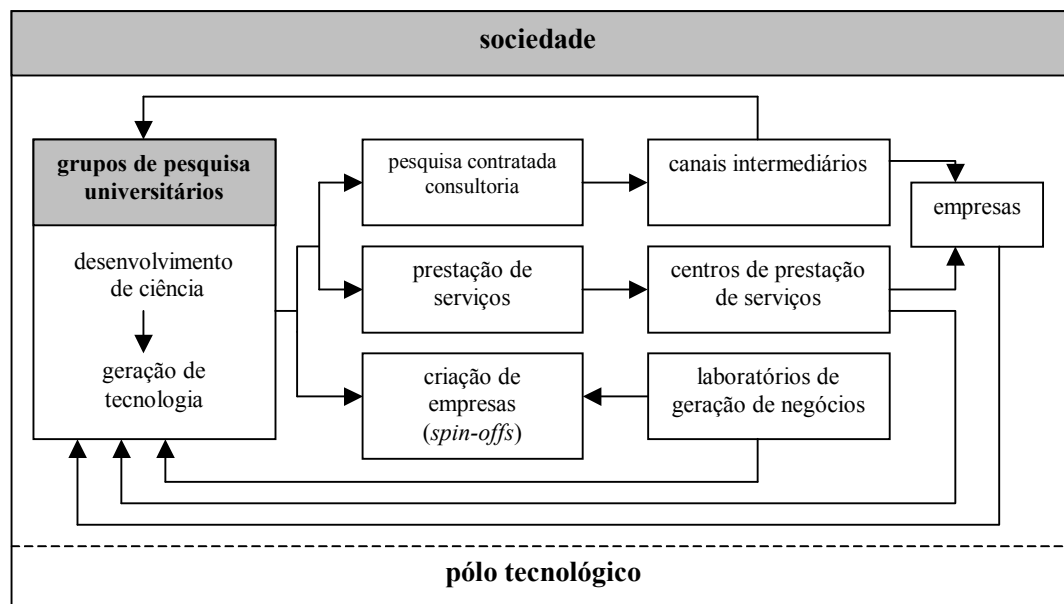 sociedade
grupos de pesquisa
universitários
desenvolvimento
de ciência
geração de
tecnologia
pesquisa contratada
consultoria
canais intermediários
empresas
prestação de
serviços
centros de prestação
de serviços
criação de
empresas
(spin-offs)
laboratórios de
geração de negócios
pólo tecnológico